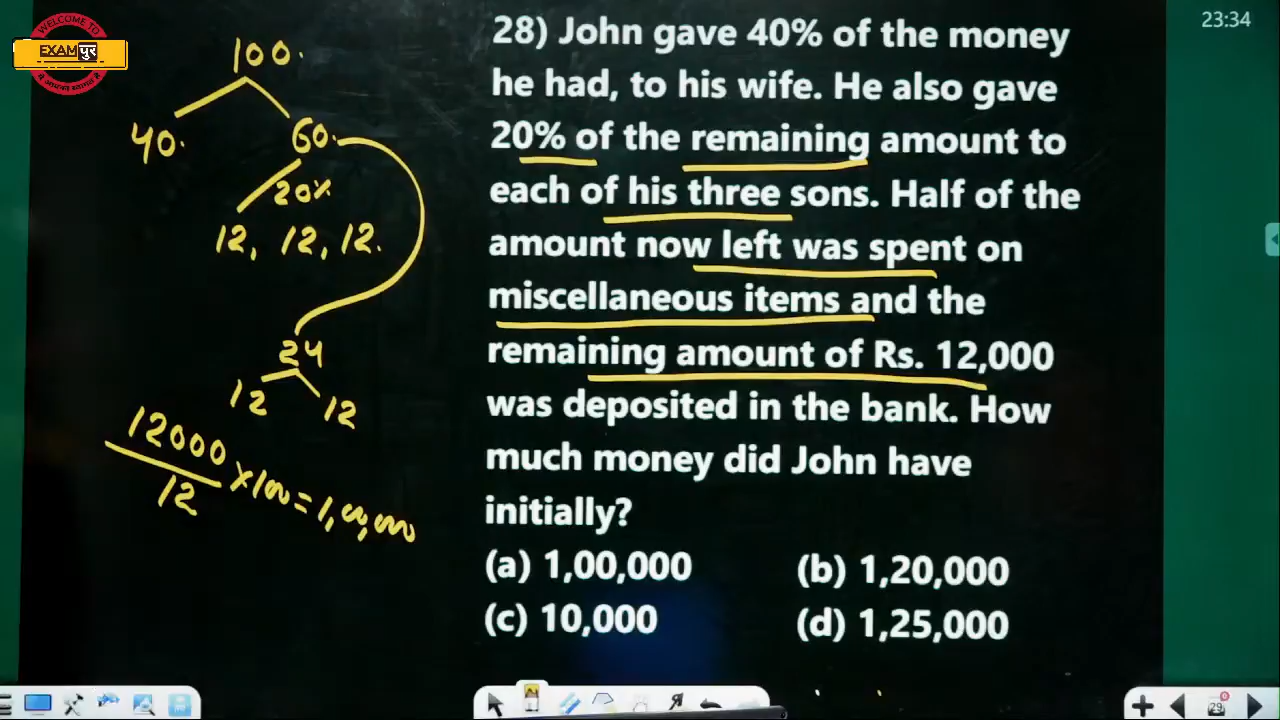 WELCOME TO
EXAMपुर
23:34
28) John gave 40% of the money
he had, to his wife. He also gave
20% of the remaining amount to
each of his three sons. Half of the
amount now left was spent on
miscellaneous items and the
remaining amount of Rs. 12,000
was deposited in the bank. How
much money did John have
initially?
(a) 1,00,000 (b) 1,20,000
(c) 10,000 (d) 1,25,000
100.
40. 60.
20%
12, 12, 12.
24
12 12
12000
12
×100=1,00,000
29